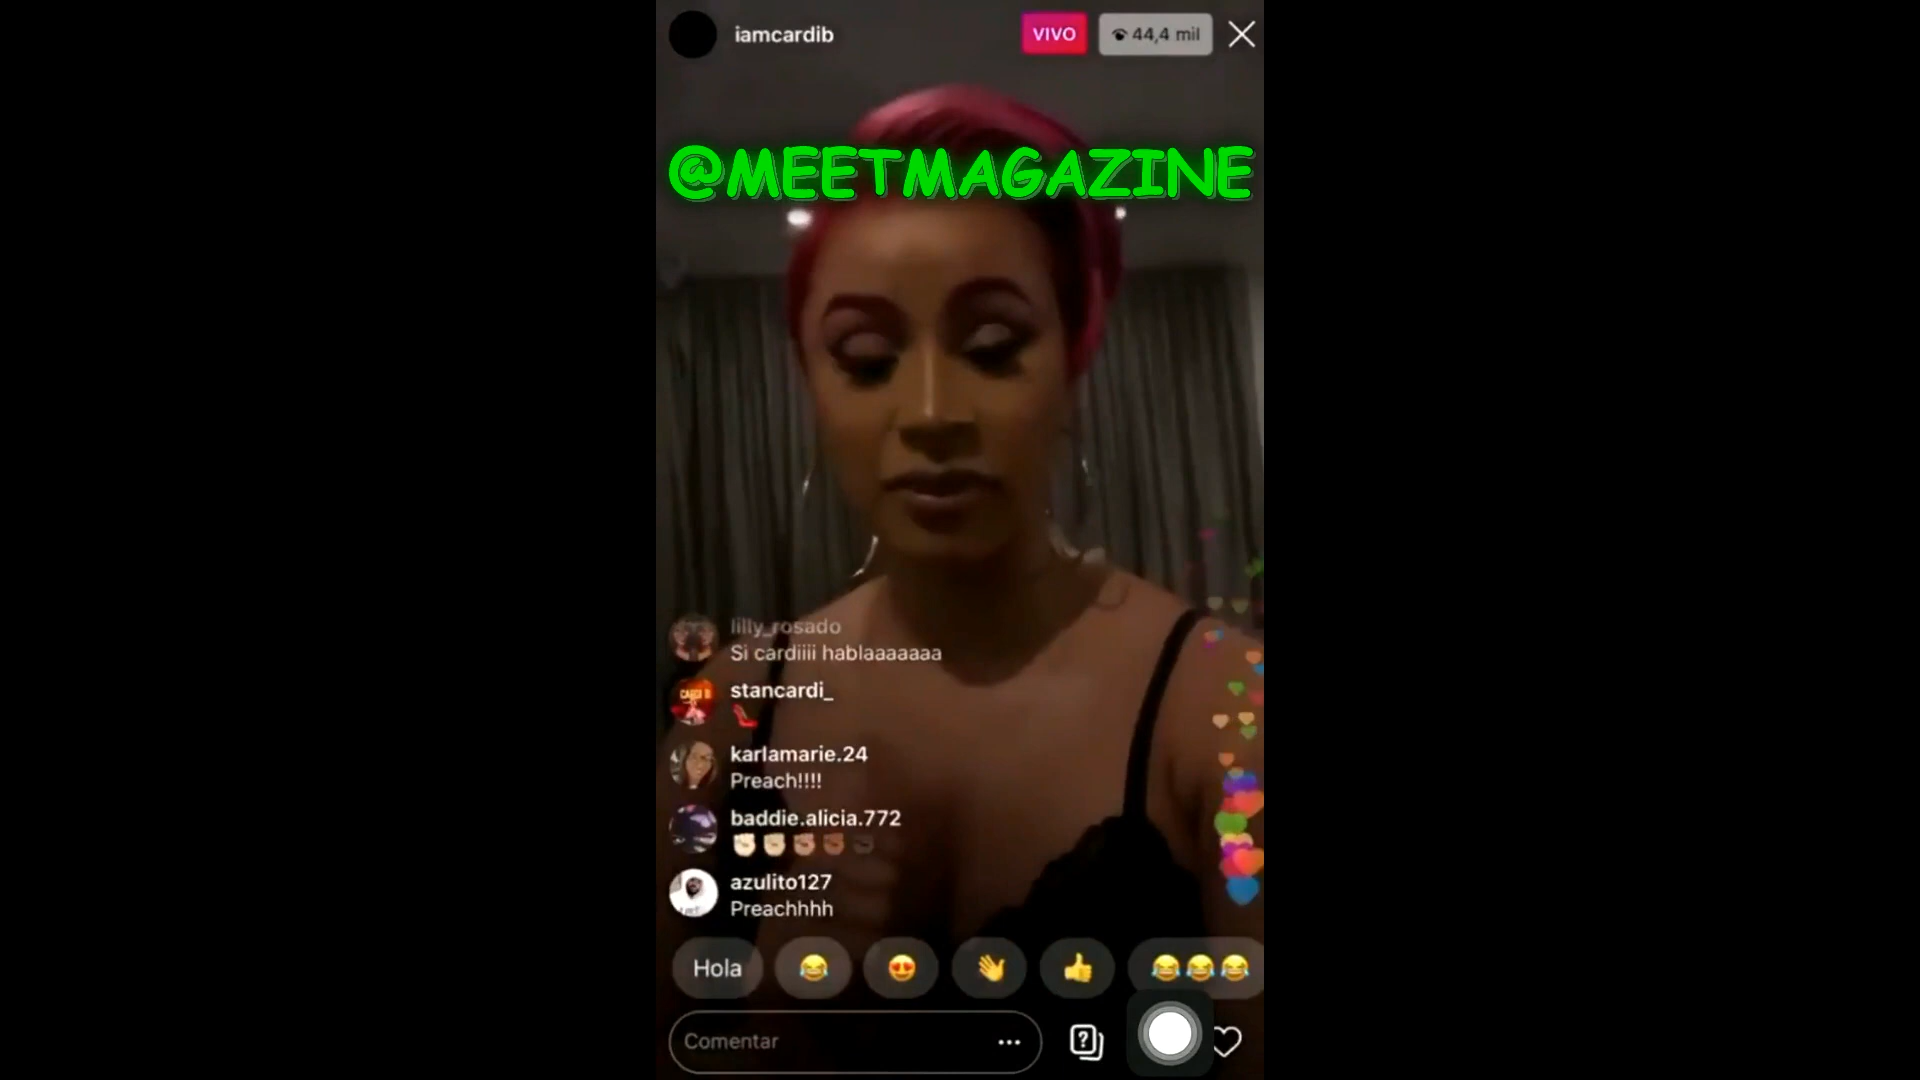 iamcardib
VIVO
44,4 mil
@MEETMAGAZINE
lilly_rosado
Si cardiiii hablaaaaaaa
stancardi_
karlamarie.24
Preach!!!!
baddie.alicia.772
azulito127
Preachhhh
Hola
Comentar